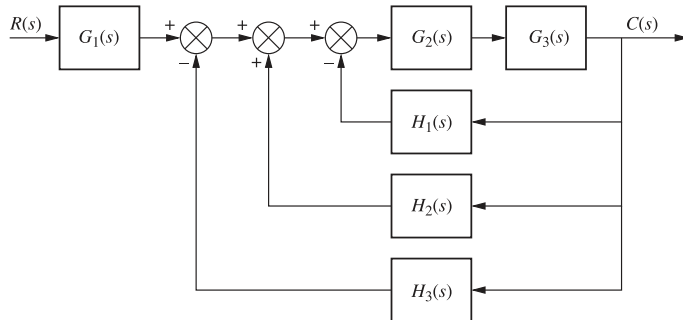 R(s)
G₁(s)
+
−
+
+
+
−
G₂(s)
G₃(s)
C(s)
H₁(s)
H₂(s)
H₃(s)